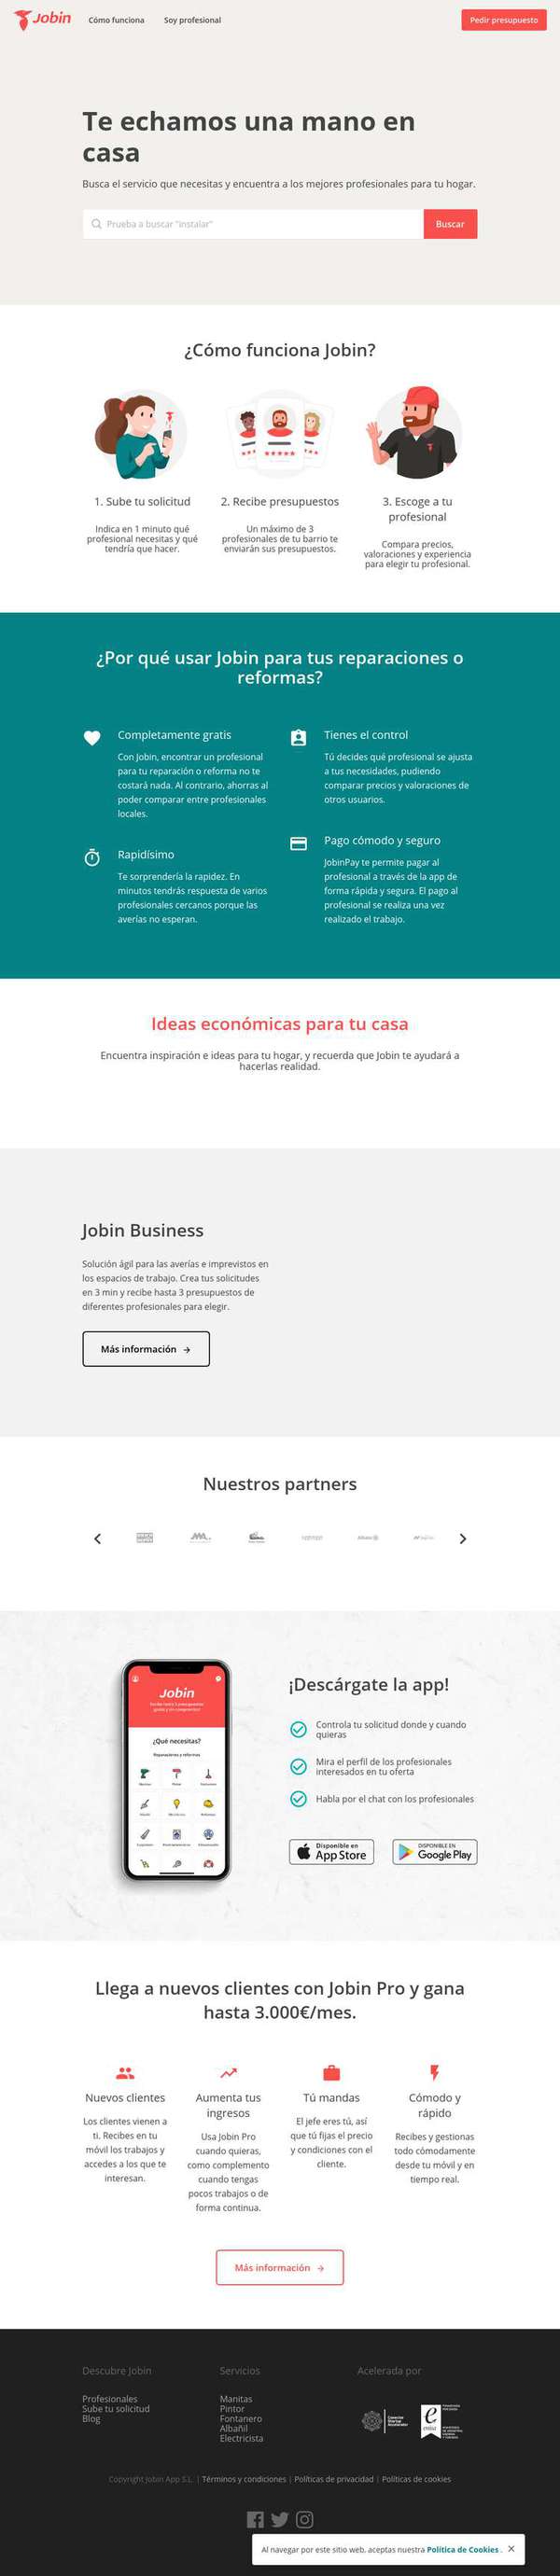 Jobin
Cómo funciona
Soy profesional
Pedir presupuesto
Te echamos una mano en
casa
Busca el servicio que necesitas y encuentra a los mejores profesionales para tu hogar.
Prueba a buscar "Instalar"
Buscar
¿Cómo funciona Jobin?
1. Sube tu solicitud
Indica en 1 minuto qué
profesional necesitas y qué
tendría que hacer.
2. Recibe presupuestos
Un máximo de 3
profesionales de tu barrio te
enviarán sus presupuestos.
3. Escoge a tu
profesional
Compara precios,
valoraciones y experiencia
para elegir tu profesional.
¿Por qué usar Jobin para tus reparaciones o
reformas?
Completamente gratis
Con Jobin, encontrar un profesional
para tu reparación o reforma no te
costará nada. Al contrario, ahorras al
poder comparar entre profesionales
locales.
Tienes el control
Tú decides qué profesional se ajusta
a tus necesidades, pudiendo
comparar precios y valoraciones de
otros usuarios.
Rapidísimo
Te sorprendería la rapidez. En
minutos tendrás respuesta de varios
profesionales cercanos porque las
averías no esperan.
Pago cómodo y seguro
JobinPay te permite pagar al
profesional a través de la app de
forma rápida y segura. El pago al
profesional se realiza una vez
realizado el trabajo.
Ideas económicas para tu casa
Encuentra inspiración e ideas para tu hogar, y recuerda que Jobin te ayudará a
hacerlas realidad.
Jobin Business
Solución ágil para las averías e imprevistos en
los espacios de trabajo. Crea tus solicitudes
en 3 min y recibe hasta 3 presupuestos de
diferentes profesionales para elegir.
Más información →
Nuestros partners
Jobin
¿Qué necesitas?
Reparaciones y reformas
¡Descárgate la app!
Controla tu solicitud donde y cuando
quieras
Mira el perfil de los profesionales
interesados en tu oferta
Habla por el chat con los profesionales
Disponible en
App Store
DISPONIBLE EN
Google Play
Llega a nuevos clientes con Jobin Pro y gana
hasta 3.000€/mes.
Nuevos clientes
Los clientes vienen a
ti. Recibes en tu
móvil los trabajos y
accedes a los que te
interesan.
Aumenta tus
ingresos
Usa Jobin Pro
cuando quieras,
como complemento
cuando tengas
pocos trabajos o de
forma continua.
Tú mandas
El jefe eres tú, así
que tú fijas el precio
y condiciones con el
cliente.
Cómodo y
rápido
Recibes y gestionas
todo cómodamente
desde tu móvil y en
tiempo real.
Más información →
Descubre Jobin
Profesionales
Sube tu solicitud
Blog
Servicios
Manitas
Pintor
Fontanero
Albañil
Electricista
Acelerada por
Copyright Jobin App S.L. | Términos y condiciones | Políticas de privacidad | Políticas de cookies
Al navegar por este sitio web, aceptas nuestra Política de Cookies .